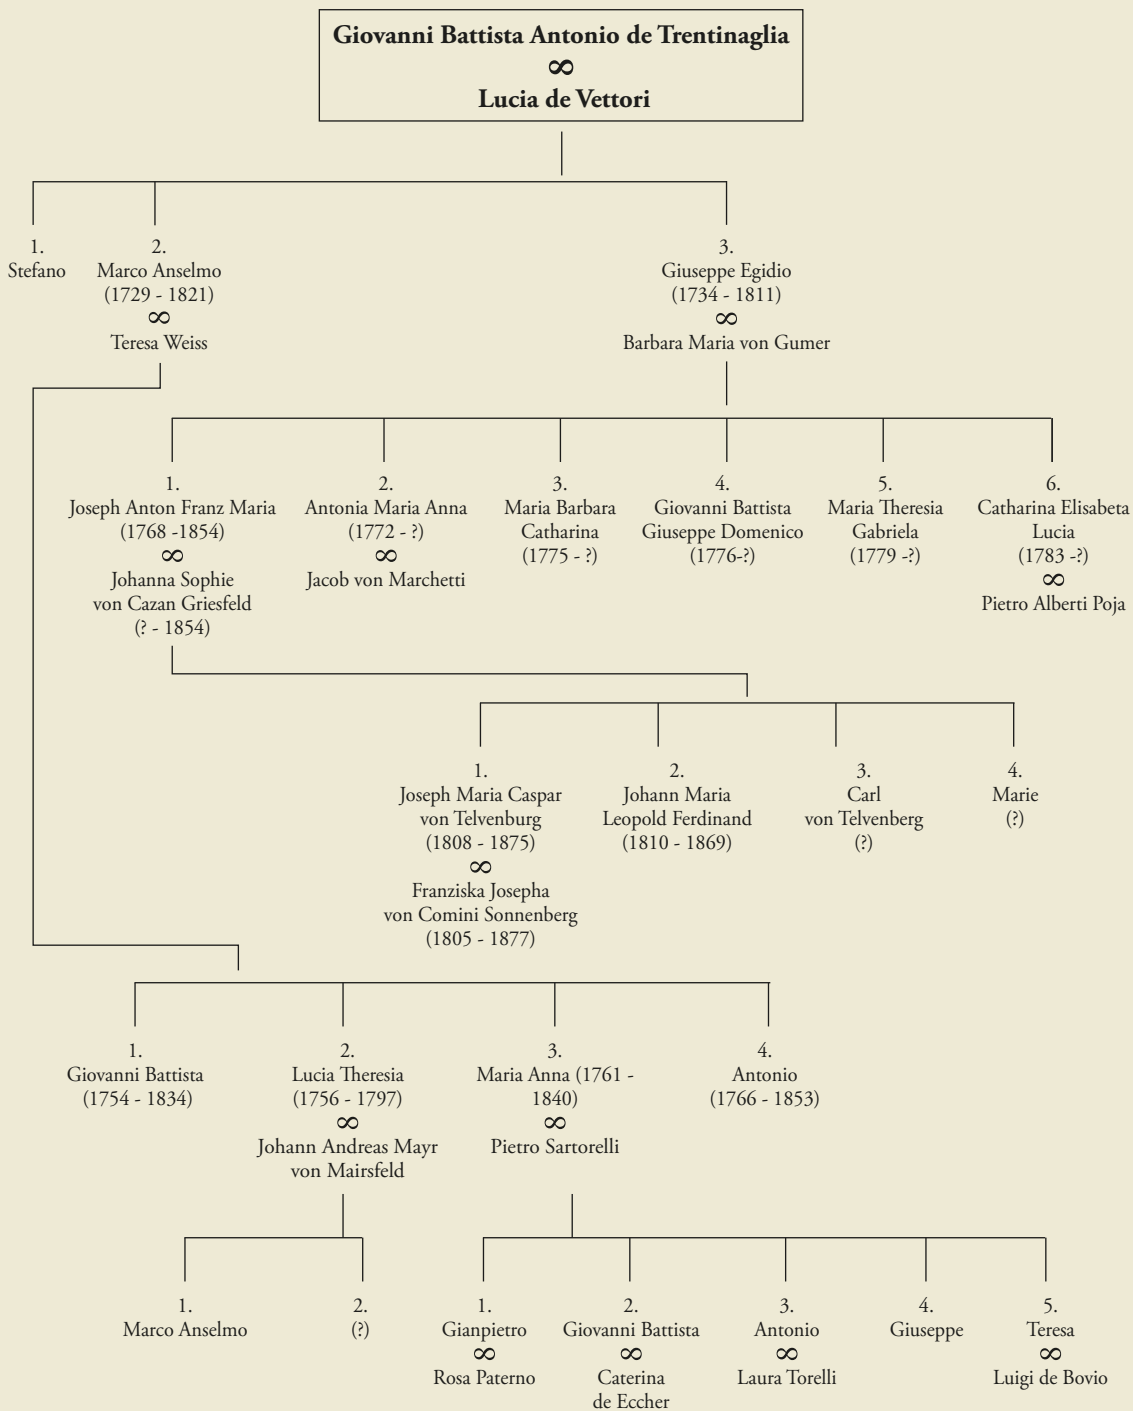 Giovanni Battista Antonio de Trentinaglia
∞
Lucia de Vettori
1.
Stefano
2.
Marco Anselmo
(1729 - 1821)
∞
Teresa Weiss
3.
Giuseppe Egidio
(1734 - 1811)
∞
Barbara Maria von Gumer
1.
Joseph Anton Franz Maria
(1768 -1854)
∞
Johanna Sophie
von Cazan Griesfeld
(? - 1854)
2.
Antonia Maria Anna
(1772 - ?)
∞
Jacob von Marchetti
3.
Maria Barbara
Catharina
(1775 - ?)
4.
Giovanni Battista
Giuseppe Domenico
(1776-?)
5.
Maria Theresia
Gabriela
(1779 -?)
6.
Catharina Elisabeta
Lucia
(1783 -?)
∞
Pietro Alberti Poja
1.
Joseph Maria Caspar
von Telvenburg
(1808 - 1875)
∞
Franziska Josepha
von Comini Sonnenberg
(1805 - 1877)
2.
Johann Maria
Leopold Ferdinand
(1810 - 1869)
3.
Carl
von Telvenberg
(?)
4.
Marie
(?)
1.
Giovanni Battista
(1754 - 1834)
2.
Lucia Theresia
(1756 - 1797)
∞
Johann Andreas Mayr
von Mairsfeld
3.
Maria Anna (1761 -
1840)
∞
Pietro Sartorelli
4.
Antonio
(1766 - 1853)
1.
Marco Anselmo
2.
(?)
1.
Gianpietro
∞
Rosa Paterno
2.
Giovanni Battista
∞
Caterina
de Eccher
3.
Antonio
∞
Laura Torelli
4.
Giuseppe
5.
Teresa
∞
Luigi de Bovio